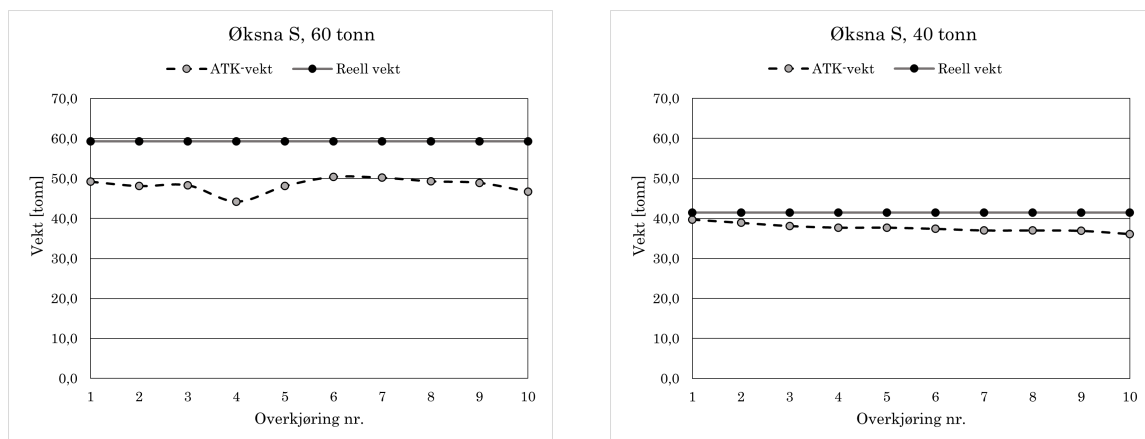 Øksna S, 60 tonn
ATK-vekt
Reell vekt
70,0
60,0
50,0
40,0
30,0
20,0
10,0
0,0
Vekt [tonn]
1 2 3 4 5 6 7 8 9 10
Overkjøring nr.
Øksna S, 40 tonn
ATK-vekt
Reell vekt
70,0
60,0
50,0
40,0
30,0
20,0
10,0
0,0
Vekt [tonn]
1 2 3 4 5 6 7 8 9 10
Overkjøring nr.